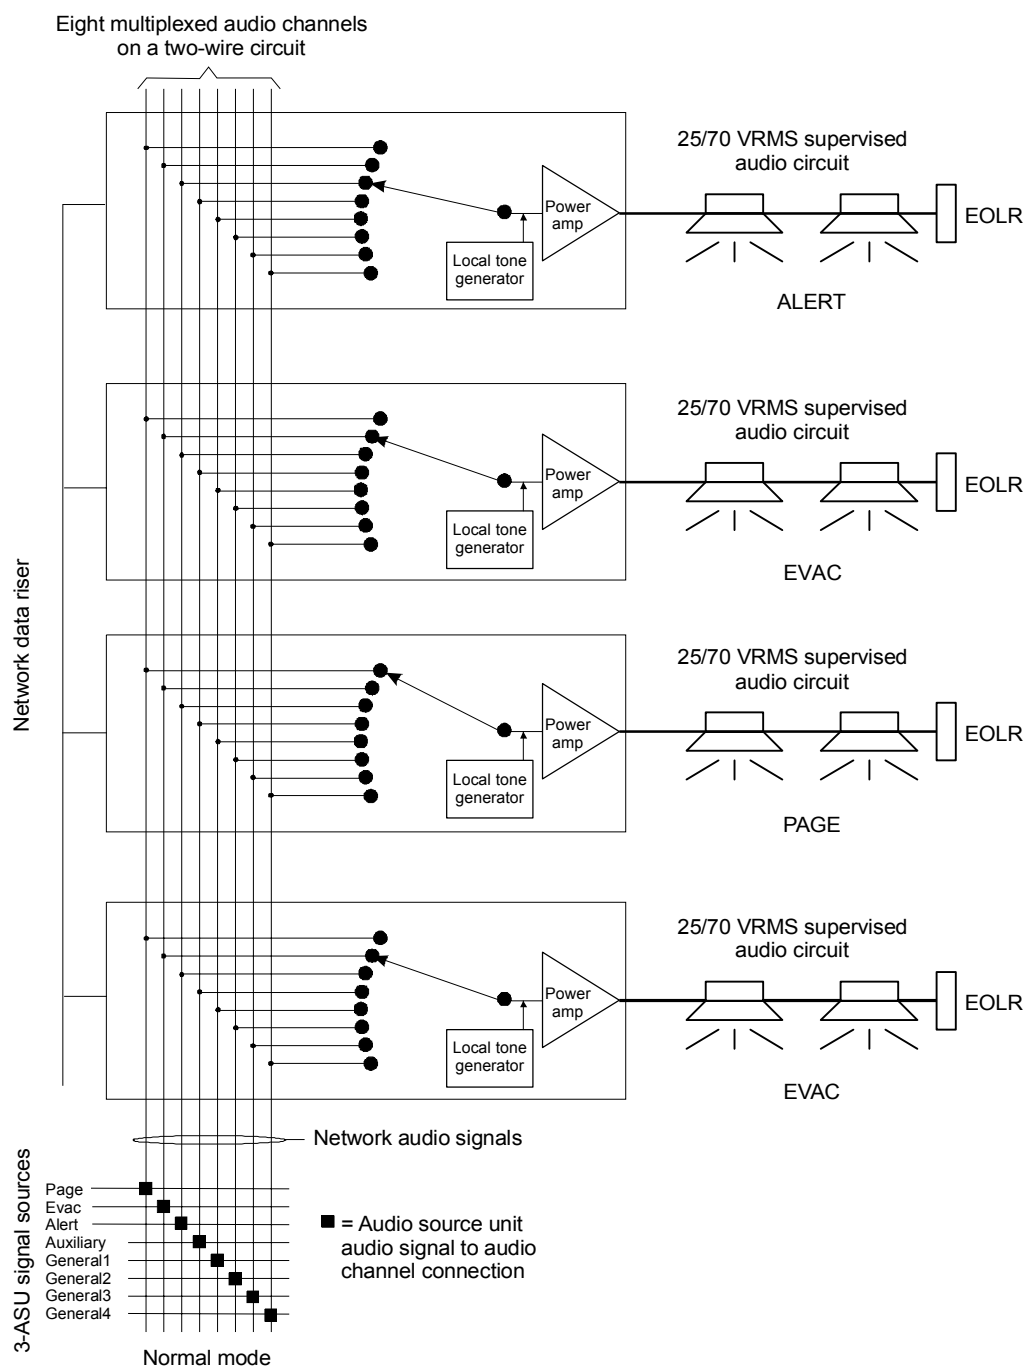 Eight multiplexed audio channels
on a two-wire circuit
25/70 VRMS supervised
audio circuit
Power
amp
EOLR
Local tone
generator
ALERT
25/70 VRMS supervised
audio circuit
Power
amp
EOLR
Local tone
generator
EVAC
Network data riser
25/70 VRMS supervised
audio circuit
Power
amp
EOLR
Local tone
generator
PAGE
25/70 VRMS supervised
audio circuit
Power
amp
EOLR
Local tone
generator
EVAC
Network audio signals
3-ASU signal sources
Page
Evac
Alert
Auxiliary
General1
General2
General3
General4
= Audio source unit
audio signal to audio
channel connection
Normal mode